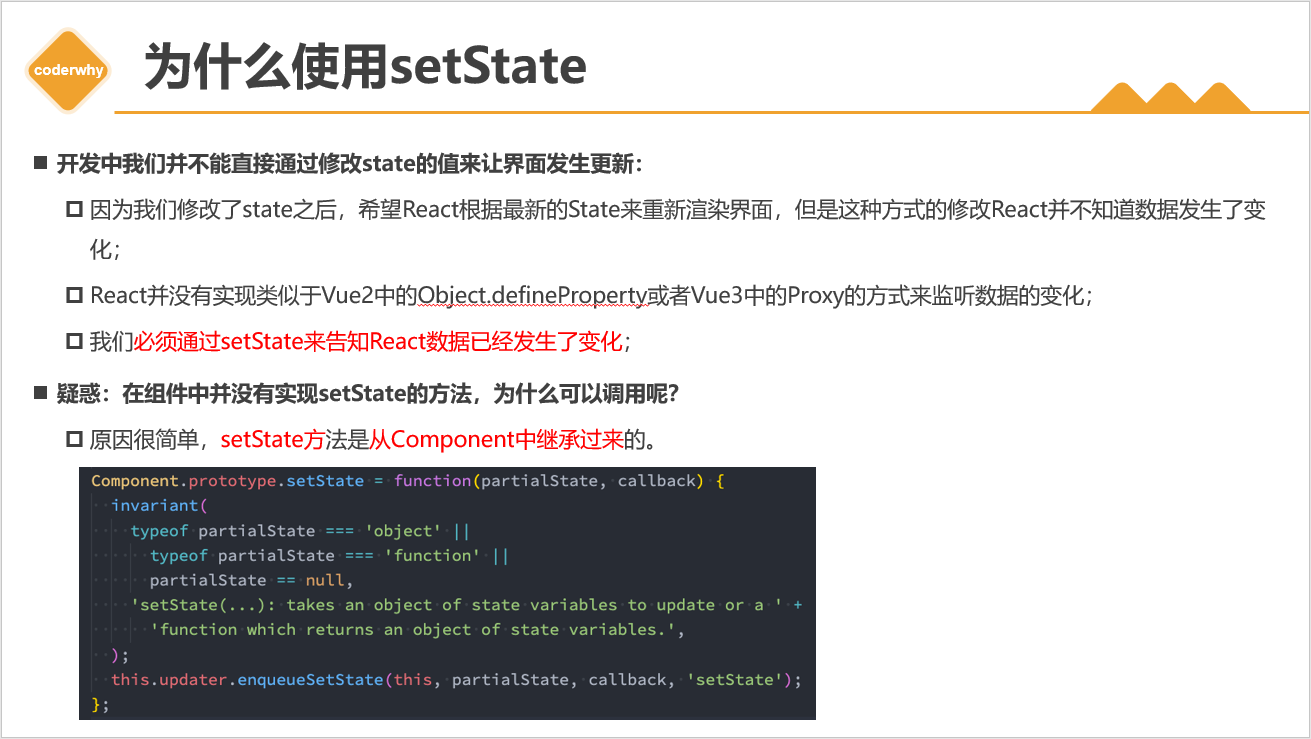 coderwhy
为什么使用setState
开发中我们并不能直接通过修改state的值来让界面发生更新：
因为我们修改了state之后，希望React根据最新的State来重新渲染界面，但是这种方式的修改React并不知道数据发生了变
化；
React并没有实现类似于Vue2中的Object.defineProperty或者Vue3中的Proxy的方式来监听数据的变化；
我们必须通过setState来告知React数据已经发生了变化；
疑惑：在组件中并没有实现setState的方法，为什么可以调用呢？
原因很简单，setState方法是从Component中继承过来的。
Component.prototype.setState = function(partialState, callback) {
  invariant(
    typeof partialState === 'object' ||
      typeof partialState === 'function' ||
      partialState == null,
    'setState(...): takes an object of state variables to update or a ' +
      'function which returns an object of state variables.',
  );
  this.updater.enqueueSetState(this, partialState, callback, 'setState');
};